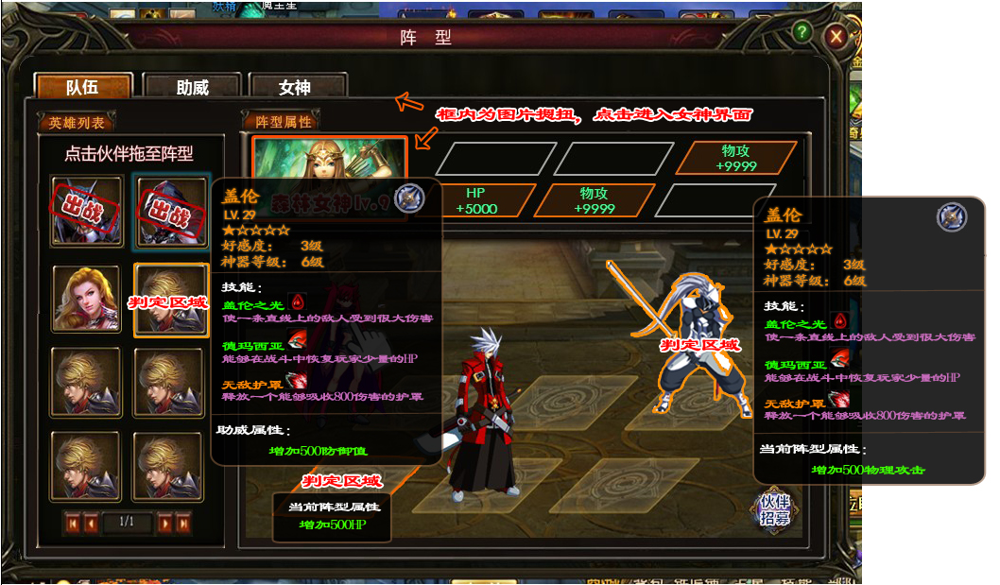 妖精
魔王圣
阵 型
?
队伍
助威
女神
英雄列表
阵型属性
框内为图片摁扭，点击进入女神界面
点击伙伴拖至阵型
物攻
+9999
HP
+5000
物攻
+9999
森林女神lv.9
出战
出战
判定区域
盖伦
LV. 29
★☆☆☆☆
好感度： 3级
神器等级： 6级
技能：
盖伦之光
使一条直线上的敌人受到很大伤害
德玛西亚
能够在战斗中恢复玩家少量的HP
无敌护罩
释放一个能够吸收800伤害的护罩
助威属性：
增加500防御值
判定区域
盖伦
LV. 29
★☆☆☆☆
好感度： 3级
神器等级： 6级
技能：
盖伦之光
使一条直线上的敌人受到很大伤害
德玛西亚
能够在战斗中恢复玩家少量的HP
无敌护罩
释放一个能够吸收800伤害的护罩
当前阵型属性：
增加500物理攻击
判定区域
当前阵型属性
增加500HP
伙伴
招募
1/1